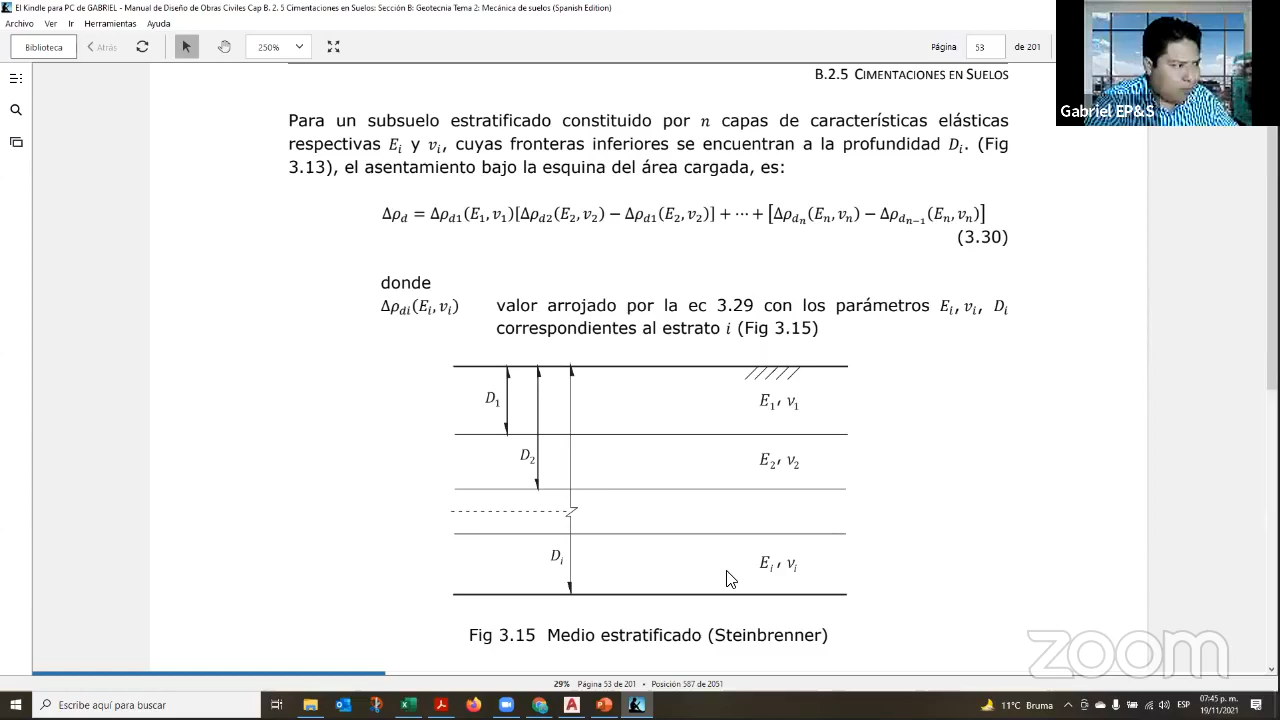 El Kindle para PC de GABRIEL - Manual de Diseño de Obras Civiles Cap B. 2. 5 Cimentaciones en Suelos: Sección B: Geotecnia Tema 2: Mecánica de suelos (Spanish Edition)
Archivo Ver Ir Herramientas Ayuda
Biblioteca Atrás 250% Página 53 de 201
Gabriel EP&S
B.2.5 CIMENTACIONES EN SUELOS
Para un subsuelo estratificado constituido por n capas de características elásticas
respectivas Eᵢ y νᵢ, cuyas fronteras inferiores se encuentran a la profundidad Dᵢ. (Fig
3.13), el asentamiento bajo la esquina del área cargada, es:
Δρ_d = Δρ_d1(E₁, ν₁)[Δρ_d2(E₂, ν₂) − Δρ_d1(E₂, ν₂)] + ⋯ + [Δρ_dₙ(Eₙ, νₙ) − Δρ_dₙ₋₁(Eₙ, νₙ)]
(3.30)
donde
Δρ_di(Eᵢ, νᵢ) valor arrojado por la ec 3.29 con los parámetros Eᵢ, νᵢ, Dᵢ
correspondientes al estrato i (Fig 3.15)
D₁
E₁, ν₁
D₂
E₂, ν₂
Dᵢ
Eᵢ, νᵢ
Fig 3.15 Medio estratificado (Steinbrenner)
zoom
29% Página 53 de 201 • Posición 587 de 2051
Escribe aquí para buscar
11°C Bruma
ESP
07:45 p. m.
19/11/2021